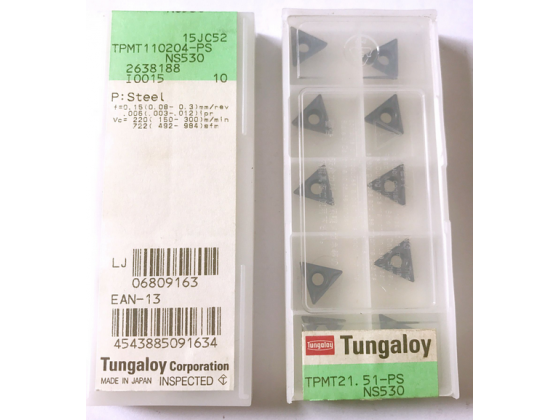 15JC52
TPMT110204-PS
NS530
2638188
I0015 10
P:Steel
f=0.15(0.08- 0.3)mm/rev
.006(.003-.012)ipr
Vc= 220( 150- 300)m/min
722( 492- 984)sfm
LJ
06809163
EAN-13
4543885091634
Tungaloy Corporation
MADE IN JAPAN INSPECTED
Tungaloy
Tungaloy
TPMT21.51-PS
NS530